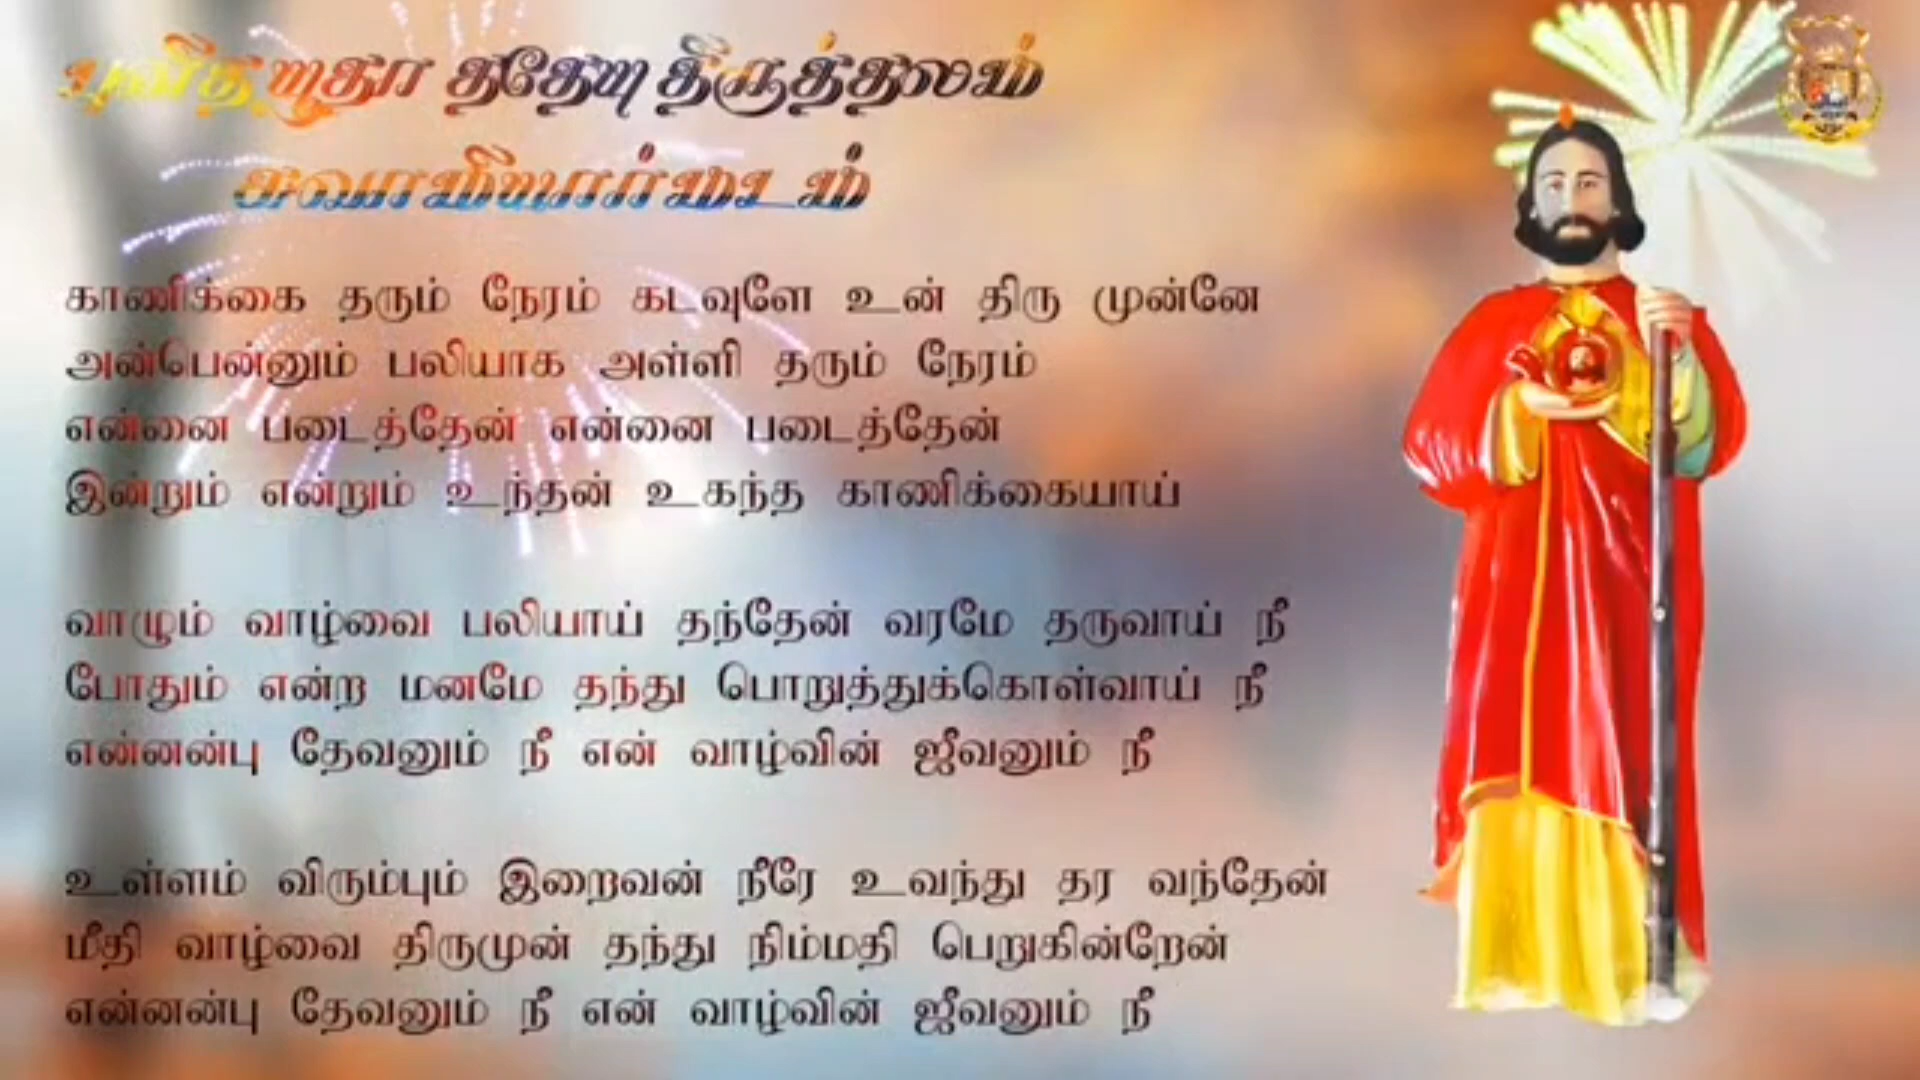 புனித யூதா ததேயு திருத்தலம்
சுவாமியார்மடம்
காணிக்கை தரும் நேரம் கடவுளே உன் திரு முன்னே
அன்பென்னும் பலியாக அள்ளி தரும் நேரம்
என்னை படைத்தேன் என்னை படைத்தேன்
இன்றும் என்றும் உந்தன் உகந்த காணிக்கையாய்
வாழும் வாழ்வை பலியாய் தந்தேன் வரமே தருவாய் நீ
போதும் என்ற மனமே தந்து பொறுத்துக்கொள்வாய் நீ
என்னன்பு தேவனும் நீ என் வாழ்வின் ஜீவனும் நீ
உள்ளம் விரும்பும் இறைவன் நீரே உவந்து தர வந்தேன்
மீதி வாழ்வை திருமுன் தந்து நிம்மதி பெறுகின்றேன்
என்னன்பு தேவனும் நீ என் வாழ்வின் ஜீவனும் நீ